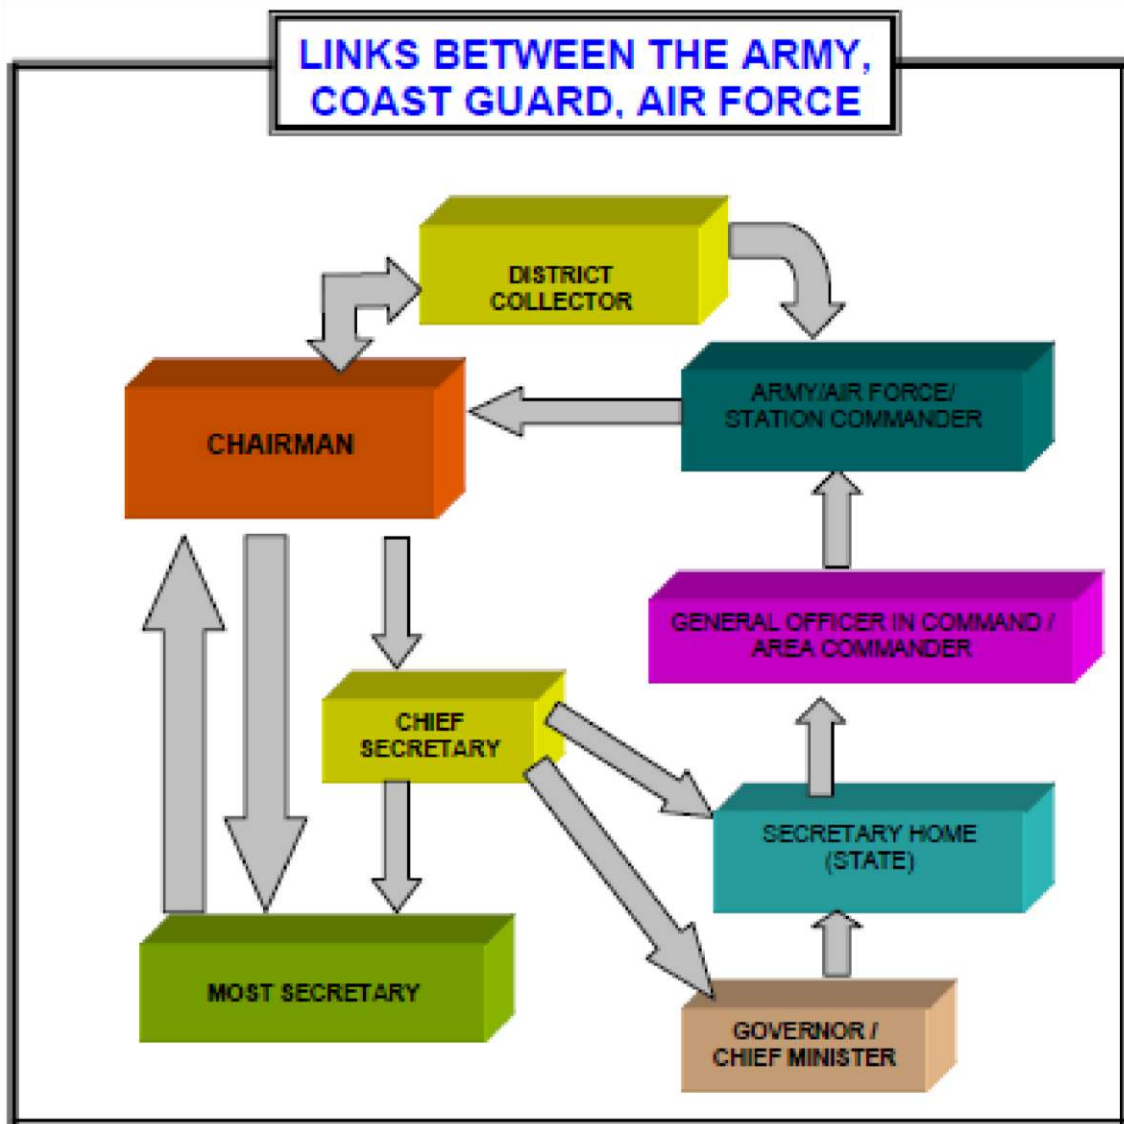 LINKS BETWEEN THE ARMY,
COAST GUARD, AIR FORCE
DISTRICT
COLLECTOR
CHAIRMAN
ARMY/AIR FORCE/
STATION COMMANDER
GENERAL OFFICER IN COMMAND /
AREA COMMANDER
CHIEF
SECRETARY
SECRETARY HOME
(STATE)
MOST SECRETARY
GOVERNOR /
CHIEF MINISTER